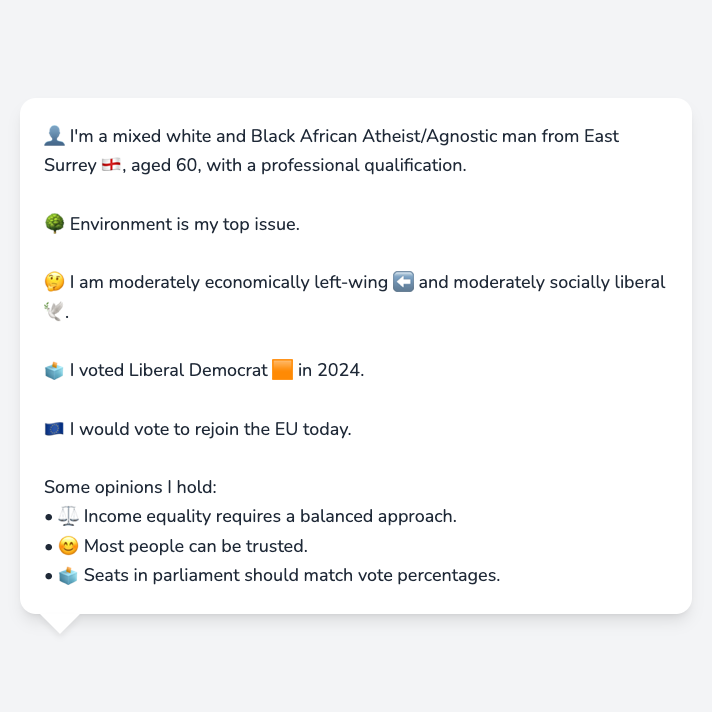 👤 I'm a mixed white and Black African Atheist/Agnostic man from East
Surrey 🏴󠁧󠁢󠁥󠁮󠁧󠁿, aged 60, with a professional qualification.
🌳 Environment is my top issue.
🤔 I am moderately economically left-wing ⬅️ and moderately socially liberal
🕊️.
🗳️ I voted Liberal Democrat 🟧 in 2024.
🇪🇺 I would vote to rejoin the EU today.
Some opinions I hold:
• ⚖️ Income equality requires a balanced approach.
• 😊 Most people can be trusted.
• 🗳️ Seats in parliament should match vote percentages.